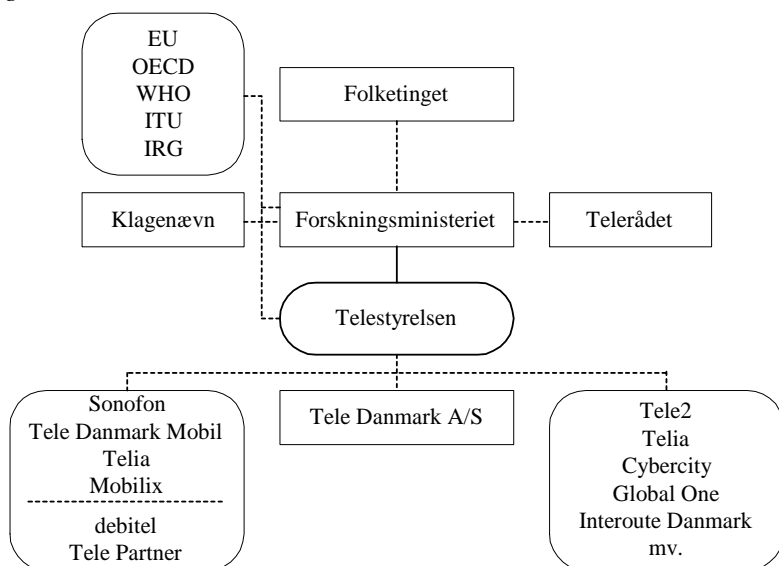 EU
OECD
WHO
ITU
IRG
Folketinget
Klagenævn
Forskningsministeriet
Telerådet
Telestyrelsen
Sonofon
Tele Danmark Mobil
Telia
Mobilix
debitel
Tele Partner
Tele Danmark A/S
Tele2
Telia
Cybercity
Global One
Interoute Danmark
mv.